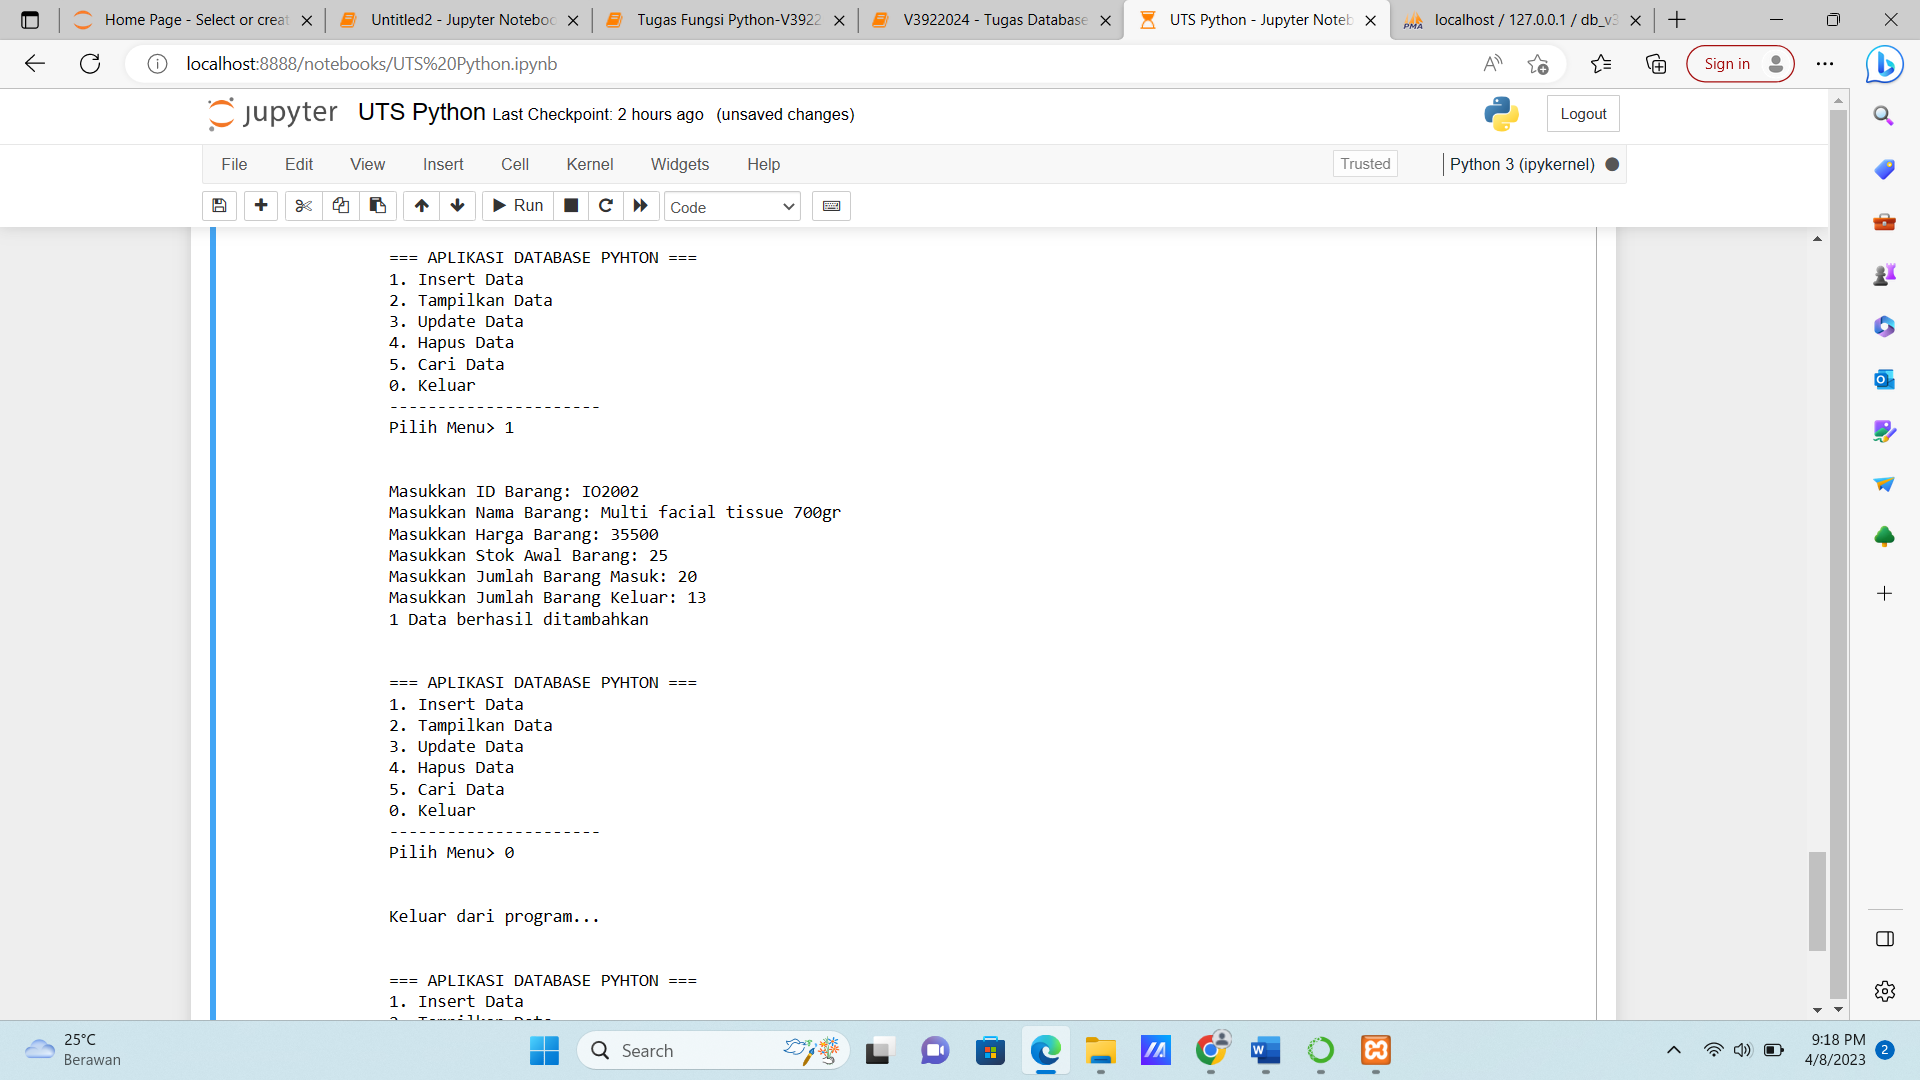 Home Page - Select or creat
Untitled2 - Jupyter Noteboo
Tugas Fungsi Python-V3922
V3922024 - Tugas Database
UTS Python - Jupyter Noteb
localhost / 127.0.0.1 / db_v3
localhost:8888/notebooks/UTS%20Python.ipynb
Sign in
jupyter UTS Python Last Checkpoint: 2 hours ago (unsaved changes)
Logout
File Edit View Insert Cell Kernel Widgets Help
Trusted
Python 3 (ipykernel)
Run
Code
=== APLIKASI DATABASE PYHTON ===
1. Insert Data
2. Tampilkan Data
3. Update Data
4. Hapus Data
5. Cari Data
0. Keluar
----------------------
Pilih Menu> 1
Masukkan ID Barang: IO2002
Masukkan Nama Barang: Multi facial tissue 700gr
Masukkan Harga Barang: 35500
Masukkan Stok Awal Barang: 25
Masukkan Jumlah Barang Masuk: 20
Masukkan Jumlah Barang Keluar: 13
1 Data berhasil ditambahkan
=== APLIKASI DATABASE PYHTON ===
1. Insert Data
2. Tampilkan Data
3. Update Data
4. Hapus Data
5. Cari Data
0. Keluar
----------------------
Pilih Menu> 0
Keluar dari program...
=== APLIKASI DATABASE PYHTON ===
1. Insert Data
2. Tampilkan Data
25°C
Berawan
Search
9:18 PM
4/8/2023
2